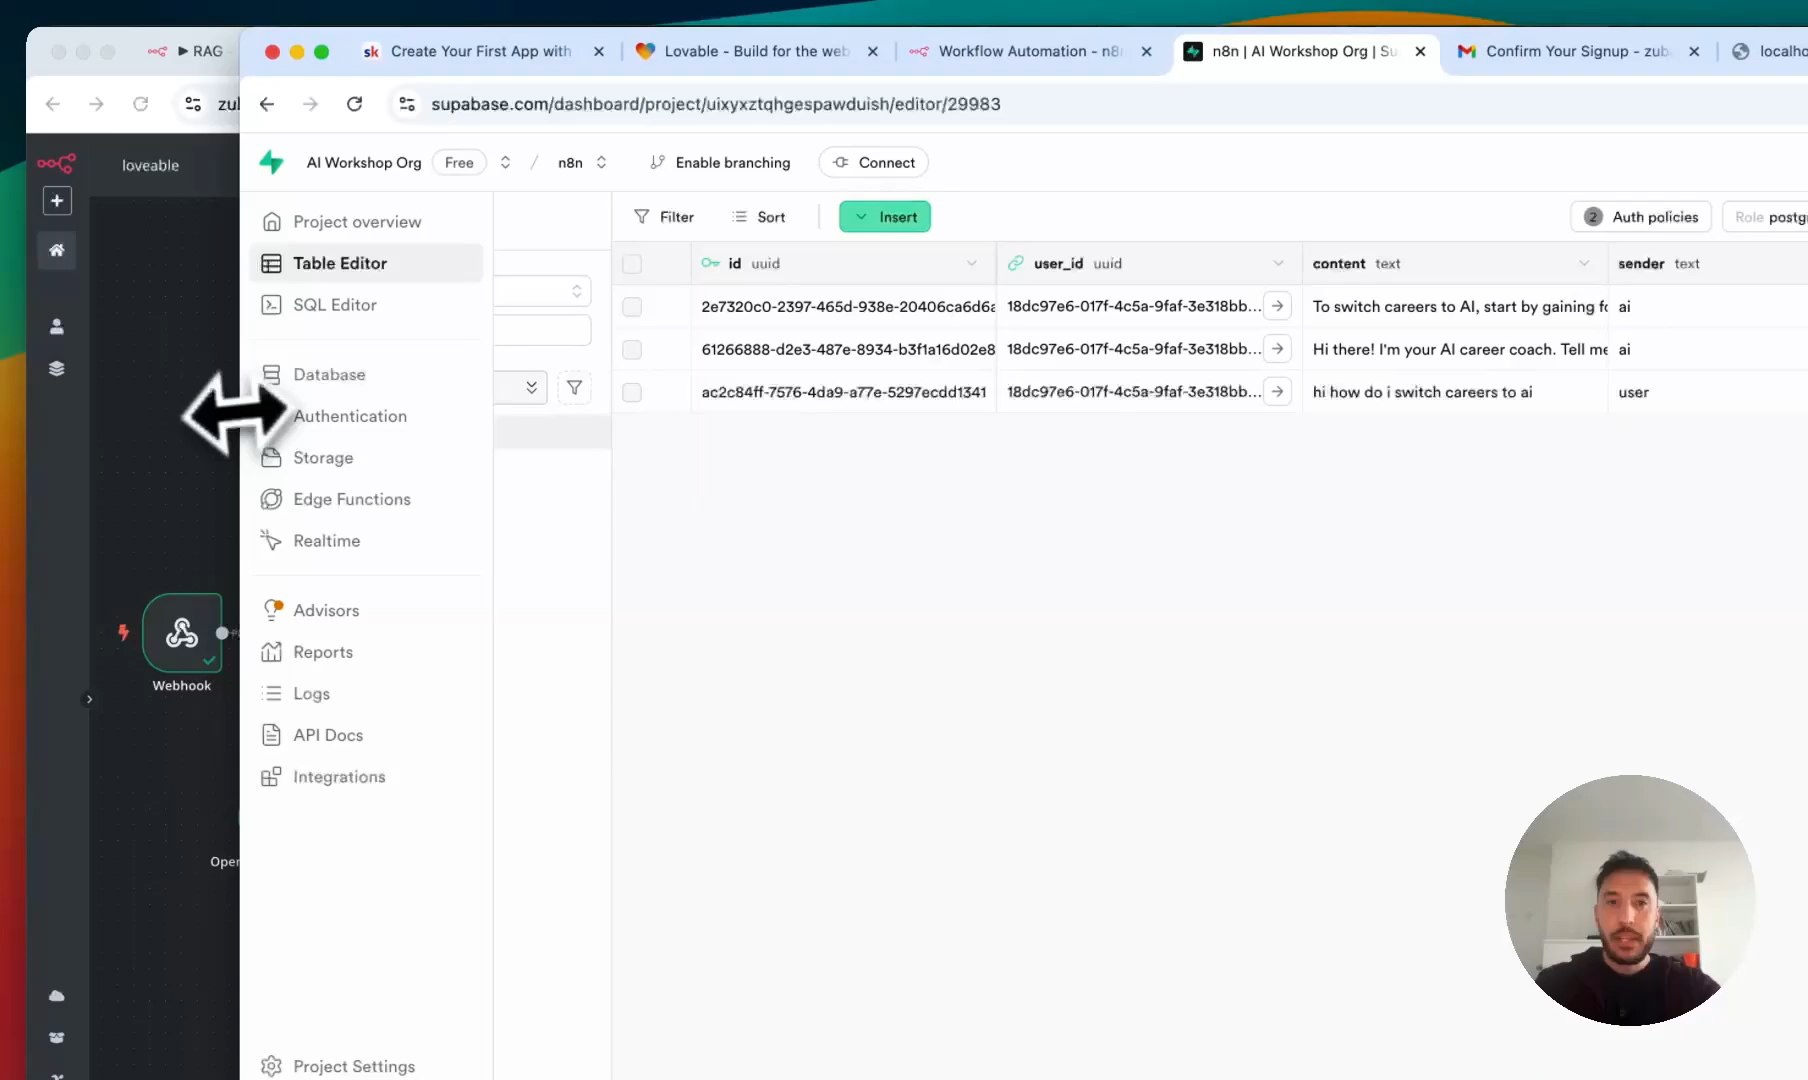 RAG
Create Your First App with
Lovable - Build for the web
Workflow Automation - n8n
n8n | AI Workshop Org | Su
Confirm Your Signup - zub
localho
zul
supabase.com/dashboard/project/uixyxztqhgespawduish/editor/29983
loveable
AI Workshop Org
Free
/
n8n
Enable branching
Connect
Project overview
Table Editor
SQL Editor
Database
Authentication
Storage
Edge Functions
Realtime
Advisors
Reports
Logs
API Docs
Integrations
Project Settings
Filter
Sort
Insert
2 Auth policies
Role postgr
id uuid
user_id uuid
content text
sender text
2e7320c0-2397-465d-938e-20406ca6d6a
18dc97e6-017f-4c5a-9faf-3e318bb...
To switch careers to AI, start by gaining fo
ai
61266888-d2e3-487e-8934-b3f1a16d02e8
18dc97e6-017f-4c5a-9faf-3e318bb...
Hi there! I'm your AI career coach. Tell me
ai
ac2c84ff-7576-4da9-a77e-5297ecdd1341
18dc97e6-017f-4c5a-9faf-3e318bb...
hi how do i switch careers to ai
user
Webhook
Oper